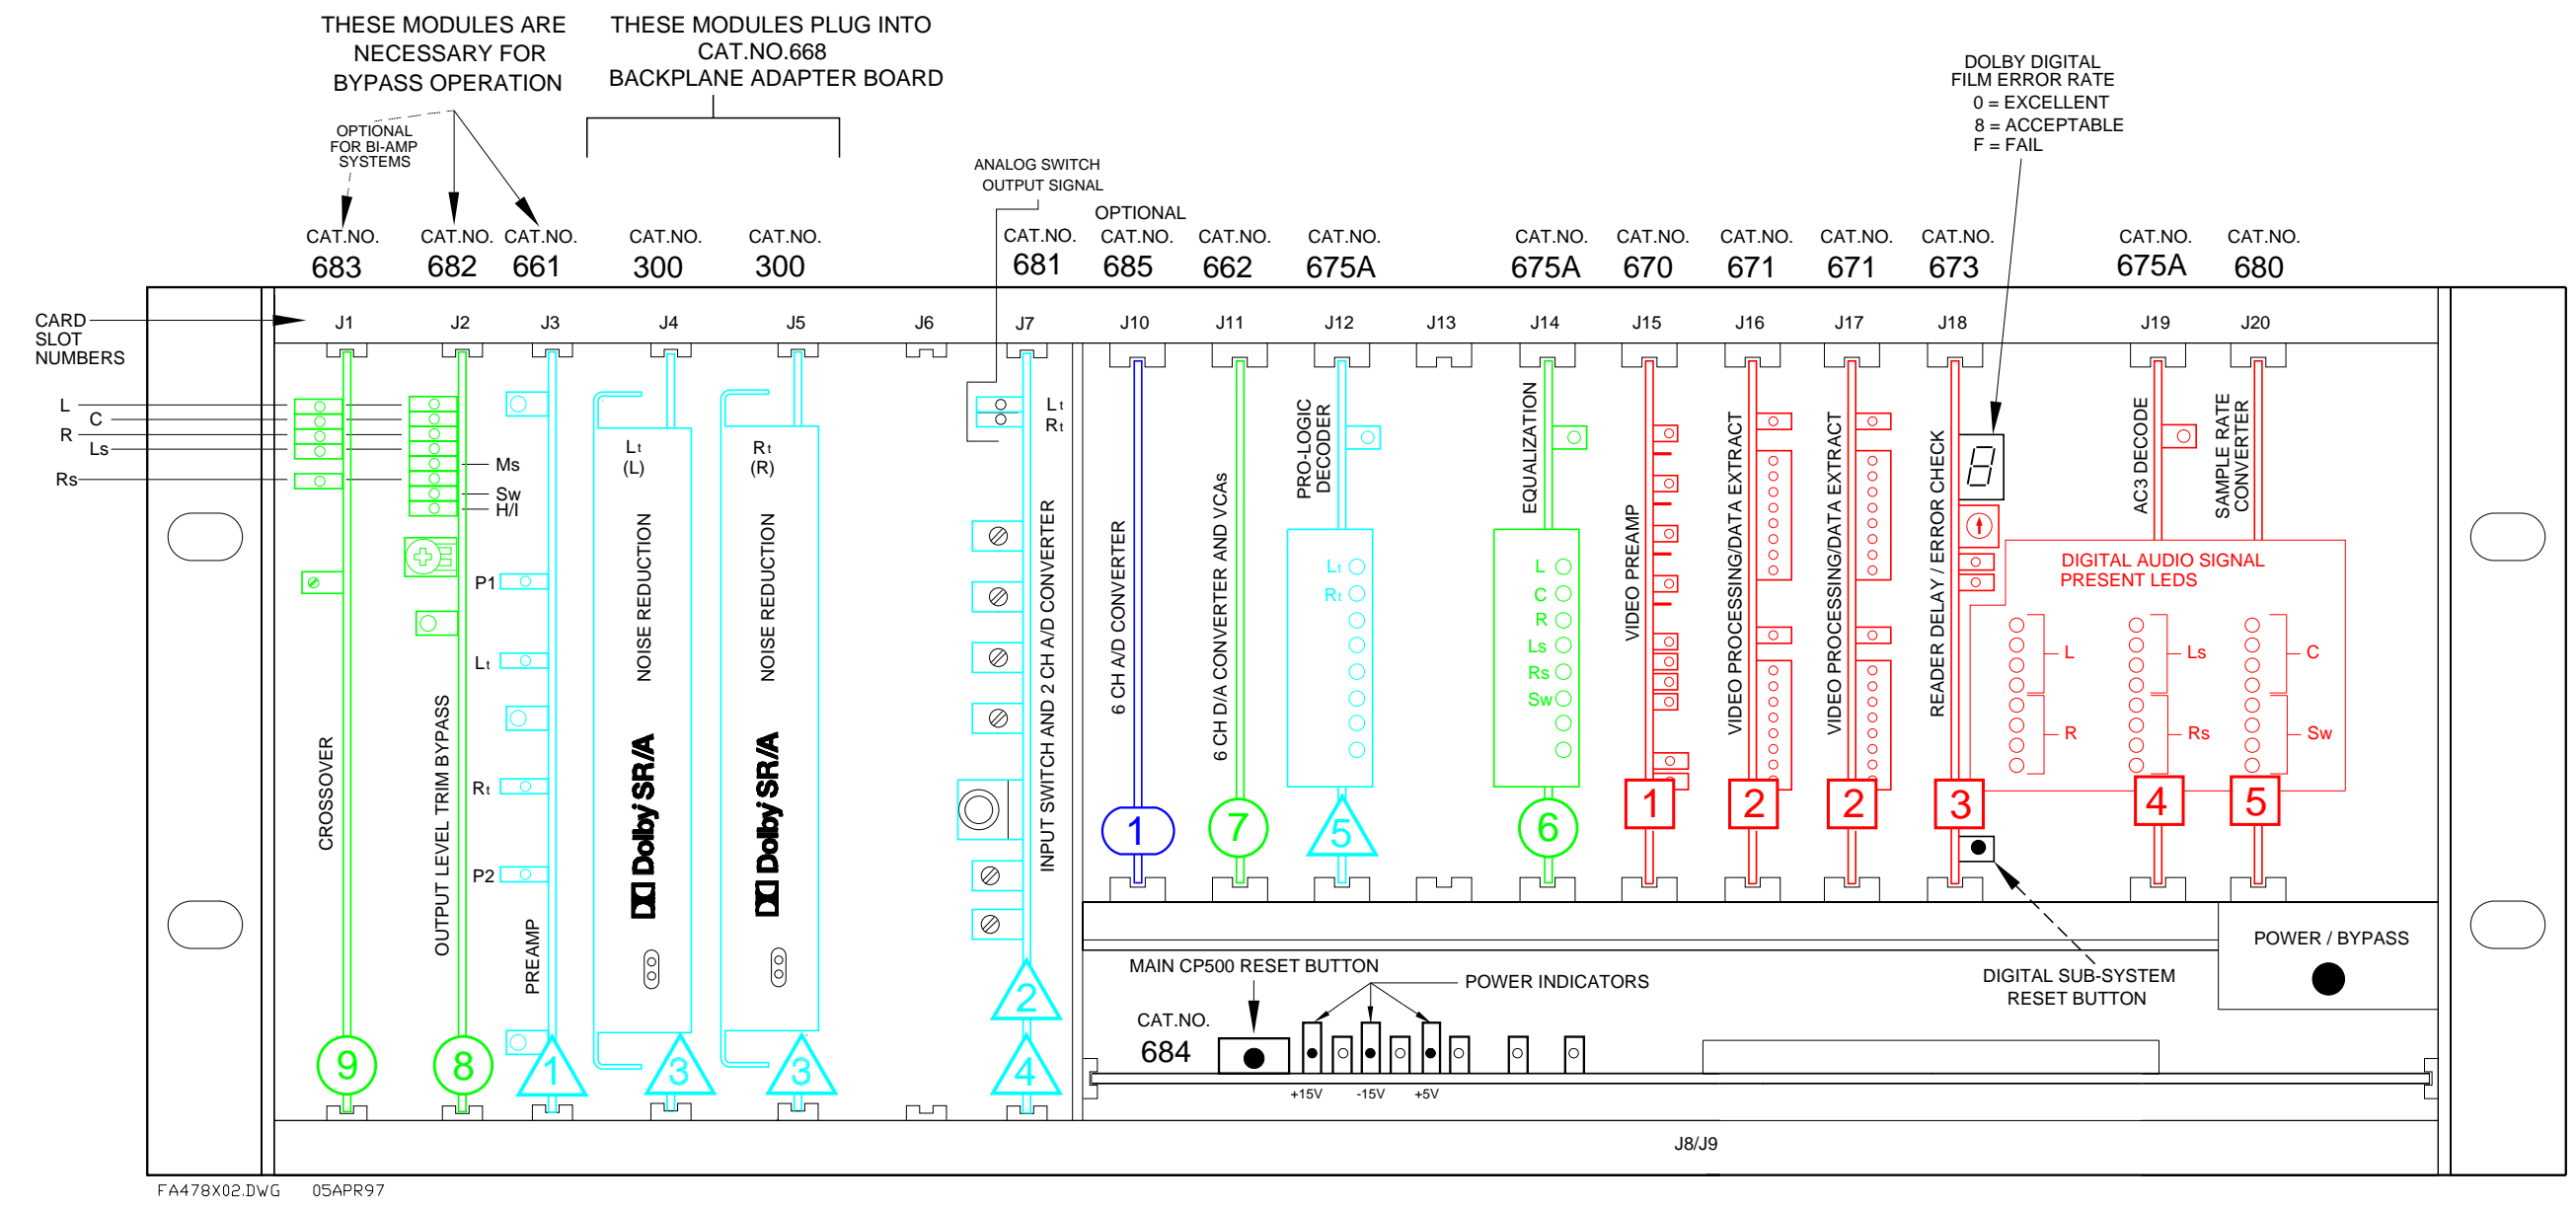 THESE MODULES ARE
NECESSARY FOR
BYPASS OPERATION
THESE MODULES PLUG INTO
CAT.NO.668
BACKPLANE ADAPTER BOARD
DOLBY DIGITAL
FILM ERROR RATE
0 = EXCELLENT
8 = ACCEPTABLE
F = FAIL
OPTIONAL
FOR BI-AMP
SYSTEMS
ANALOG SWITCH
OUTPUT SIGNAL
OPTIONAL
CAT.NO. CAT.NO. CAT.NO. CAT.NO. CAT.NO. CAT.NO. CAT.NO. CAT.NO. CAT.NO. CAT.NO. CAT.NO. CAT.NO. CAT.NO. CAT.NO. CAT.NO. CAT.NO.
683 682 661 300 300 681 685 662 675A 675A 670 671 671 673 675A 680
CARD
SLOT
NUMBERS
J1 J2 J3 J4 J5 J6 J7 J10 J11 J12 J13 J14 J15 J16 J17 J18 J19 J20
L
C
R
Ls
Rs
Ms
Sw
H/I
CROSSOVER
9
OUTPUT LEVEL TRIM BYPASS
8
P1
Lt
Rt
P2
PREAMP
1
Lt
(L)
NOISE REDUCTION
Dolby SR/A
3
Rt
(R)
NOISE REDUCTION
Dolby SR/A
3
Lt
Rt
INPUT SWITCH AND 2 CH A/D CONVERTER
2
4
6 CH A/D CONVERTER
1
6 CH D/A CONVERTER AND VCAs
7
PRO-LOGIC
DECODER
Lt
Rt
5
EQUALIZATION
L
C
R
Ls
Rs
Sw
6
VIDEO PREAMP
1
VIDEO PROCESSING/DATA EXTRACT
2
VIDEO PROCESSING/DATA EXTRACT
2
READER DELAY / ERROR CHECK
8
3
AC3 DECODE
4
SAMPLE RATE
CONVERTER
5
DIGITAL AUDIO SIGNAL
PRESENT LEDS
L Ls C
R Rs Sw
POWER / BYPASS
MAIN CP500 RESET BUTTON
POWER INDICATORS
DIGITAL SUB-SYSTEM
RESET BUTTON
CAT.NO.
684
+15V -15V +5V
J8/J9
FA478X02.DWG 05APR97